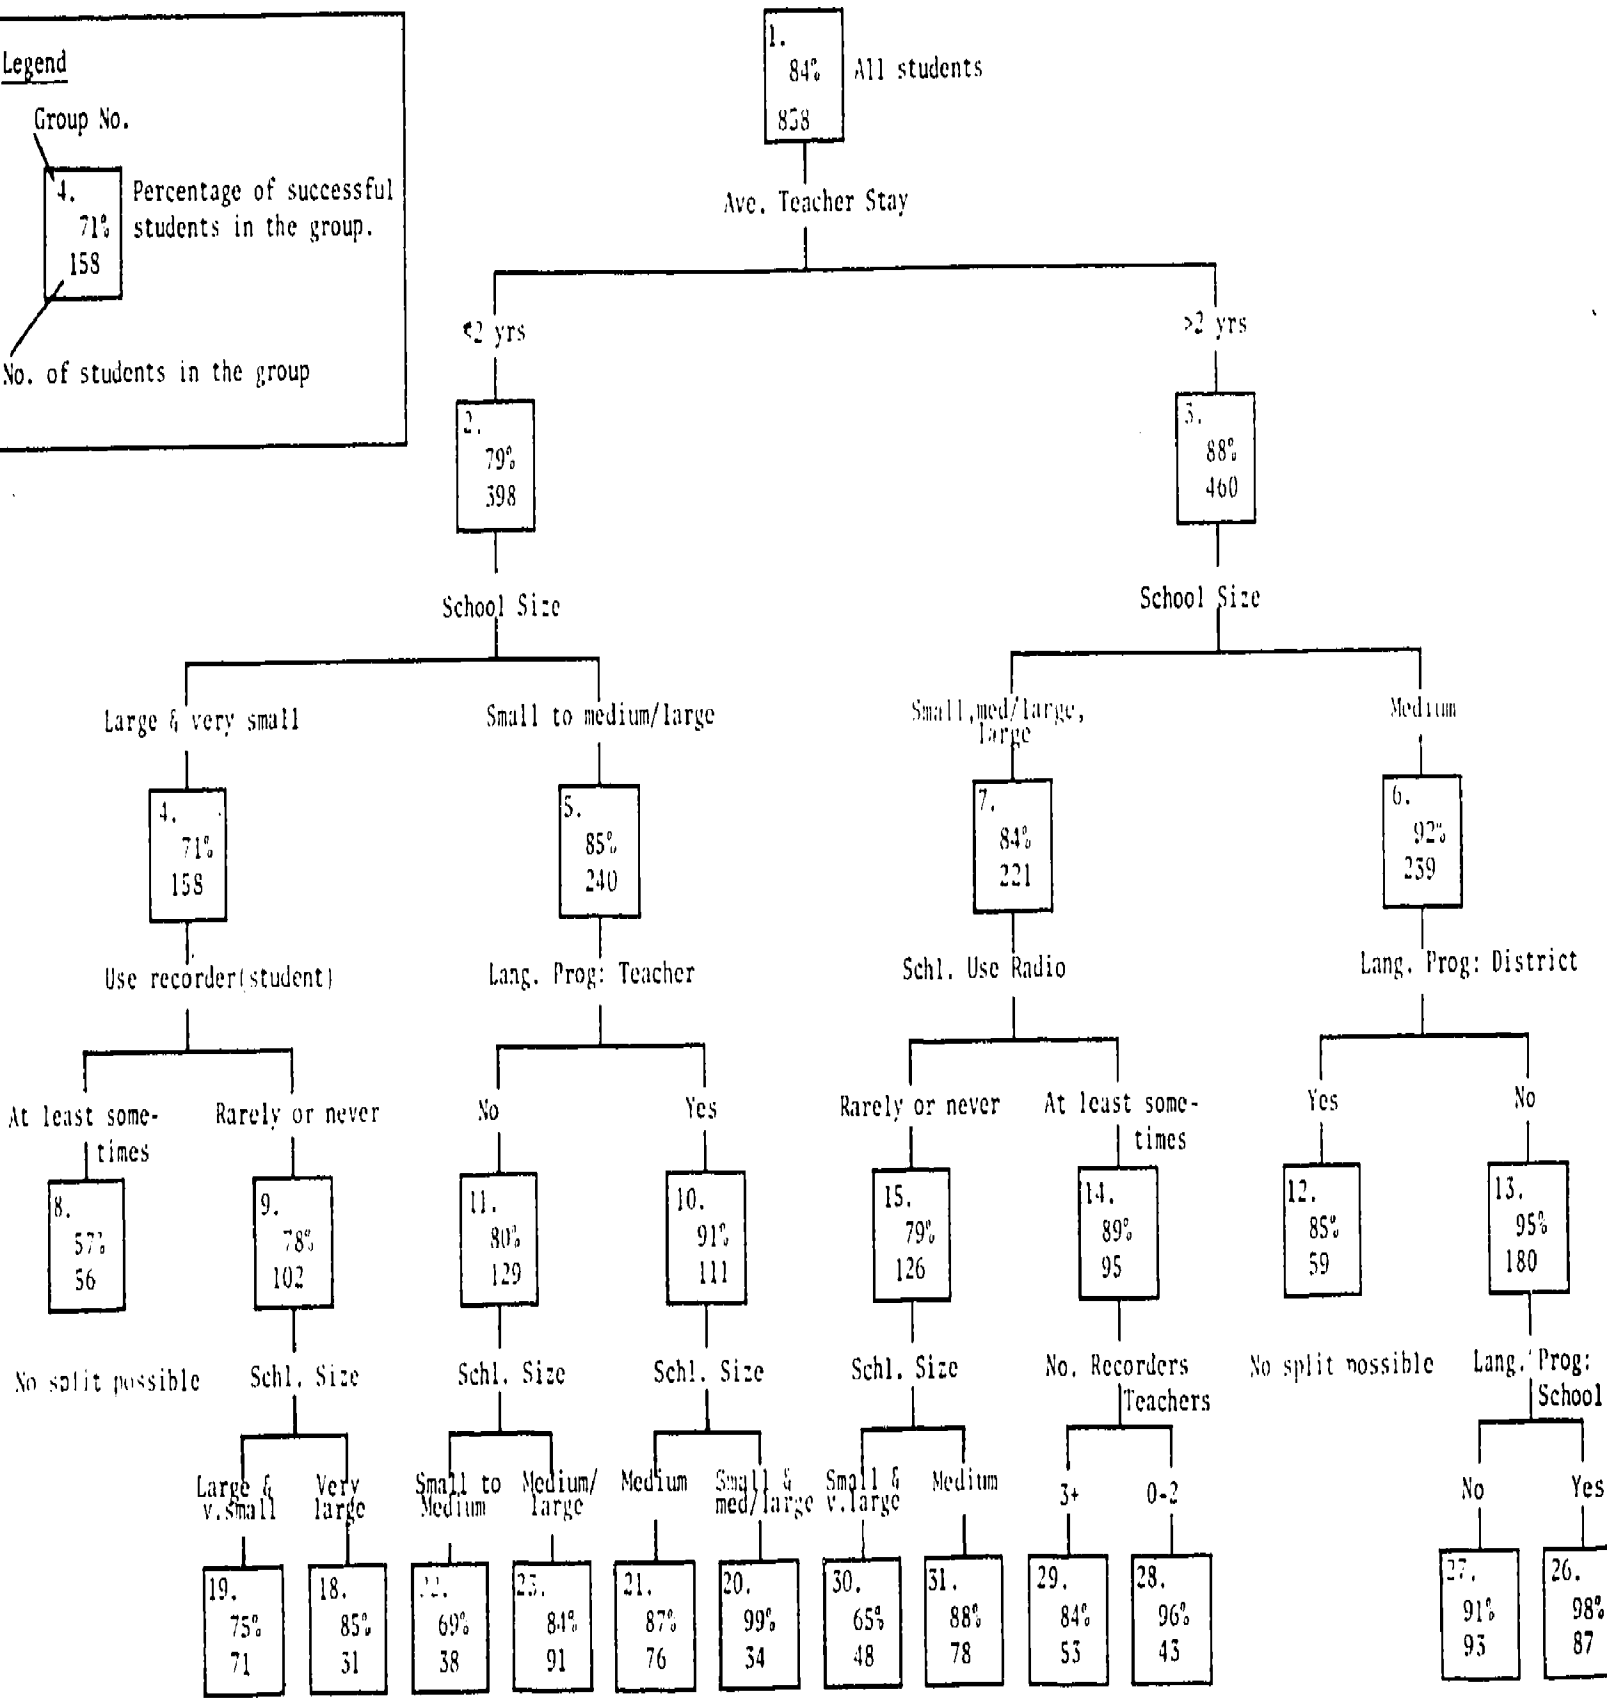 Legend
Group No.
4.
71%
158
Percentage of successful
students in the group.
No. of students in the group
1.
84%
858
All students
Ave. Teacher Stay
≤2 yrs
>2 yrs
2.
79%
398
3.
88%
460
School Size
School Size
Large & very small
Small to medium/large
Small,med/large,
large
Medium
4.
71%
158
5.
85%
240
7.
84%
221
6.
92%
239
Use recorder(student)
Lang. Prog: Teacher
Schl. Use Radio
Lang. Prog: District
At least some-
times
Rarely or never
No
Yes
Rarely or never
At least some-
times
Yes
No
8.
57%
56
9.
78%
102
11.
80%
129
10.
91%
111
15.
79%
126
14.
89%
95
12.
85%
59
13.
95%
180
No split possible
Schl. Size
Schl. Size
Schl. Size
Schl. Size
No. Recorders
Teachers
No split possible
Lang. Prog:
School
Large &
v.small
Very
large
Small to
Medium
Medium/
large
Medium
Small &
med/large
Small &
v.large
Medium
3+
0-2
No
Yes
19.
75%
71
18.
85%
31
22.
69%
38
23.
84%
91
21.
87%
76
20.
99%
34
30.
65%
48
31.
88%
78
29.
84%
53
28.
96%
43
27.
91%
93
26.
98%
87